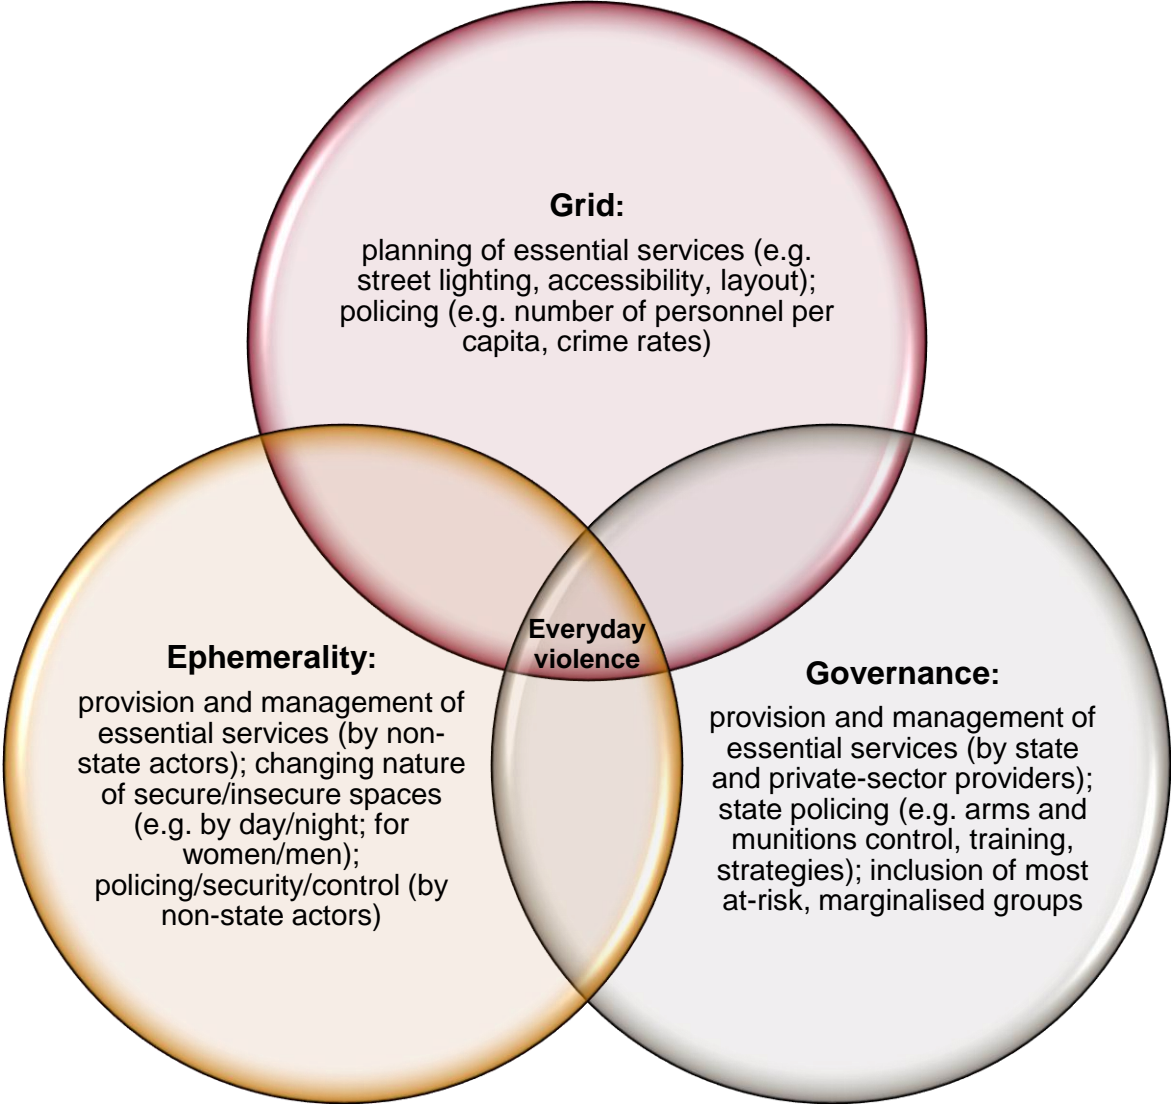 Grid:
planning of essential services (e.g.
street lighting, accessibility, layout);
policing (e.g. number of personnel per
capita, crime rates)
Everyday
violence
Ephemerality:
provision and management of
essential services (by non-
state actors); changing nature
of secure/insecure spaces
(e.g. by day/night; for
women/men);
policing/security/control (by
non-state actors)
Governance:
provision and management of
essential services (by state
and private-sector providers);
state policing (e.g. arms and
munitions control, training,
strategies); inclusion of most
at-risk, marginalised groups